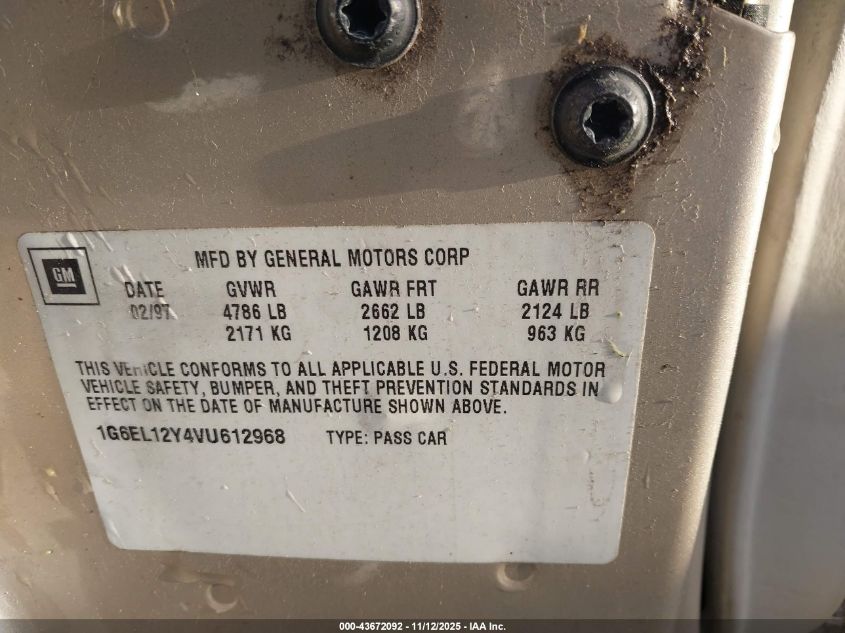 MFD BY GENERAL MOTORS CORP
GM
DATE GVWR GAWR FRT GAWR RR
02/97 4786 LB 2662 LB 2124 LB
2171 KG 1208 KG 963 KG
THIS VEHICLE CONFORMS TO ALL APPLICABLE U.S. FEDERAL MOTOR
VEHICLE SAFETY, BUMPER, AND THEFT PREVENTION STANDARDS IN
EFFECT ON THE DATE OF MANUFACTURE SHOWN ABOVE.
1G6EL12Y4VU612968 TYPE: PASS CAR
000-43672092 - 11/12/2025 - IAA Inc.